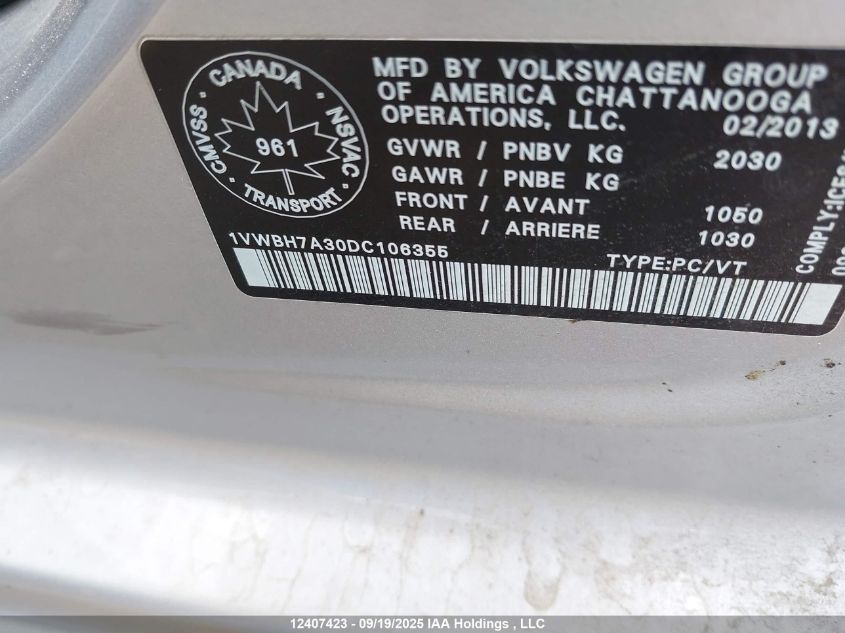 CANADA
CMVSS · NSVAC
961
TRANSPORT
MFD BY VOLKSWAGEN GROUP
OF AMERICA CHATTANOOGA
OPERATIONS, LLC. 02/2013
GVWR / PNBV KG 2030
GAWR / PNBE KG
FRONT / AVANT 1050
REAR / ARRIERE 1030
1VWBH7A30DC106355 TYPE:PC/VT
12407423 - 09/19/2025 IAA Holdings , LLC
COMPLY: